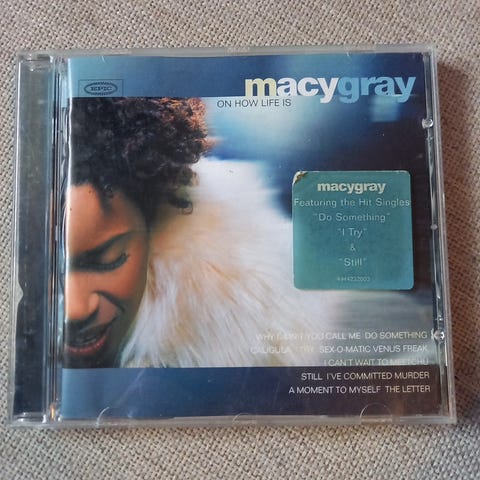 EPIC
macygray
ON HOW LIFE IS
macygray
Featuring the Hit Singles
"Do Something"
"I Try"
&
"Still"
WHY DIDN'T YOU CALL ME DO SOMETHING
CALIGULA I TRY SEX-O-MATIC VENUS FREAK
I CAN'T WAIT TO MEETCHU
STILL I'VE COMMITTED MURDER
A MOMENT TO MYSELF THE LETTER